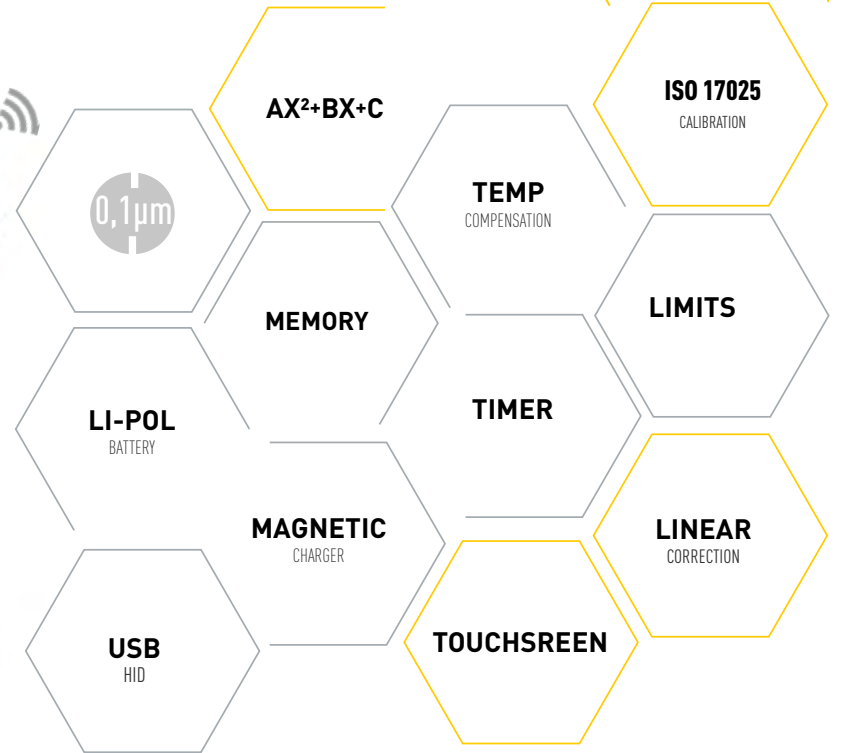 AX²+BX+C
ISO 17025
CALIBRATION
0,1µm
TEMP
COMPENSATION
MEMORY
LIMITS
LI-POL
BATTERY
TIMER
MAGNETIC
CHARGER
LINEAR
CORRECTION
USB
HID
TOUCHSREEN